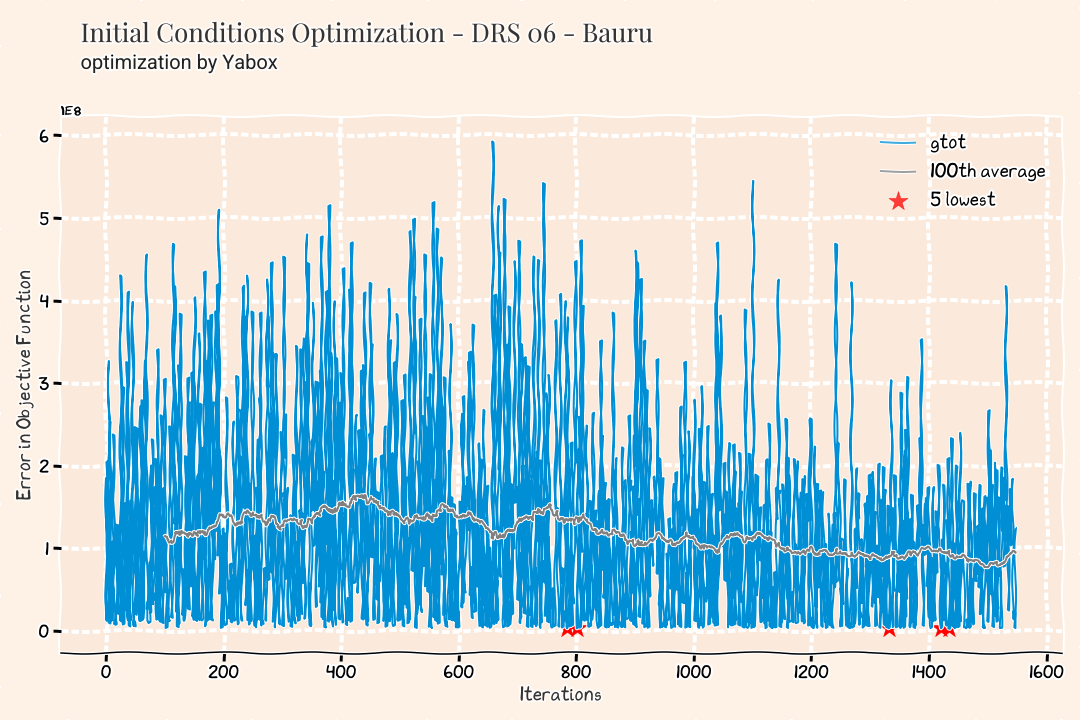 Initial Conditions Optimization - DRS 06 - Bauru
optimization by Yabox
1E8
6
5
4
3
2
1
0
Error in Objective Function
gtot
100th average
5 lowest
0 200 400 600 800 1000 1200 1400 1600
Iterations